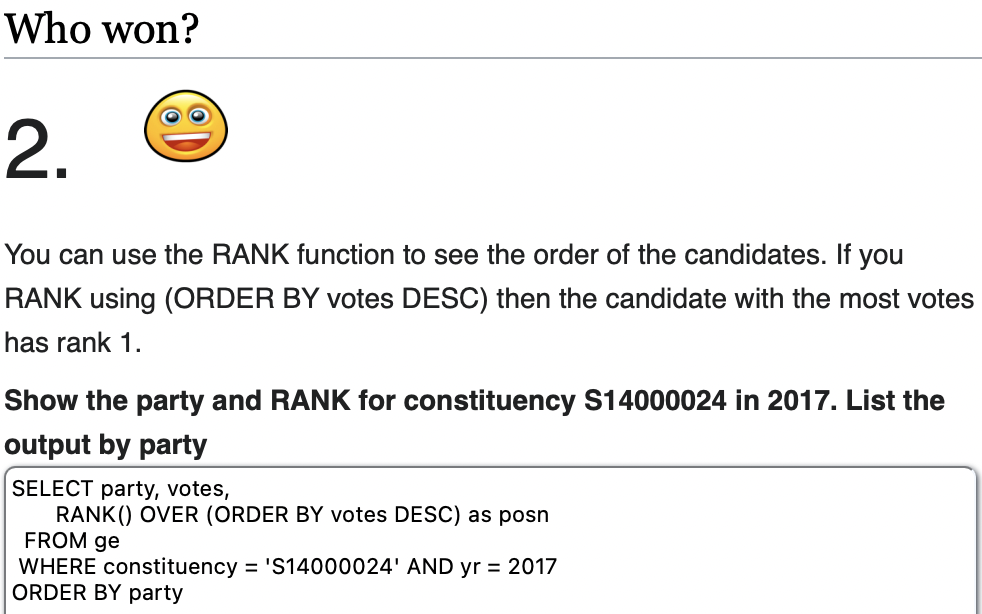 Who won?
2.
You can use the RANK function to see the order of the candidates. If you
RANK using (ORDER BY votes DESC) then the candidate with the most votes
has rank 1.
Show the party and RANK for constituency S14000024 in 2017. List the
output by party
SELECT party, votes,
RANK() OVER (ORDER BY votes DESC) as posn
FROM ge
WHERE constituency = 'S14000024' AND yr = 2017
ORDER BY party